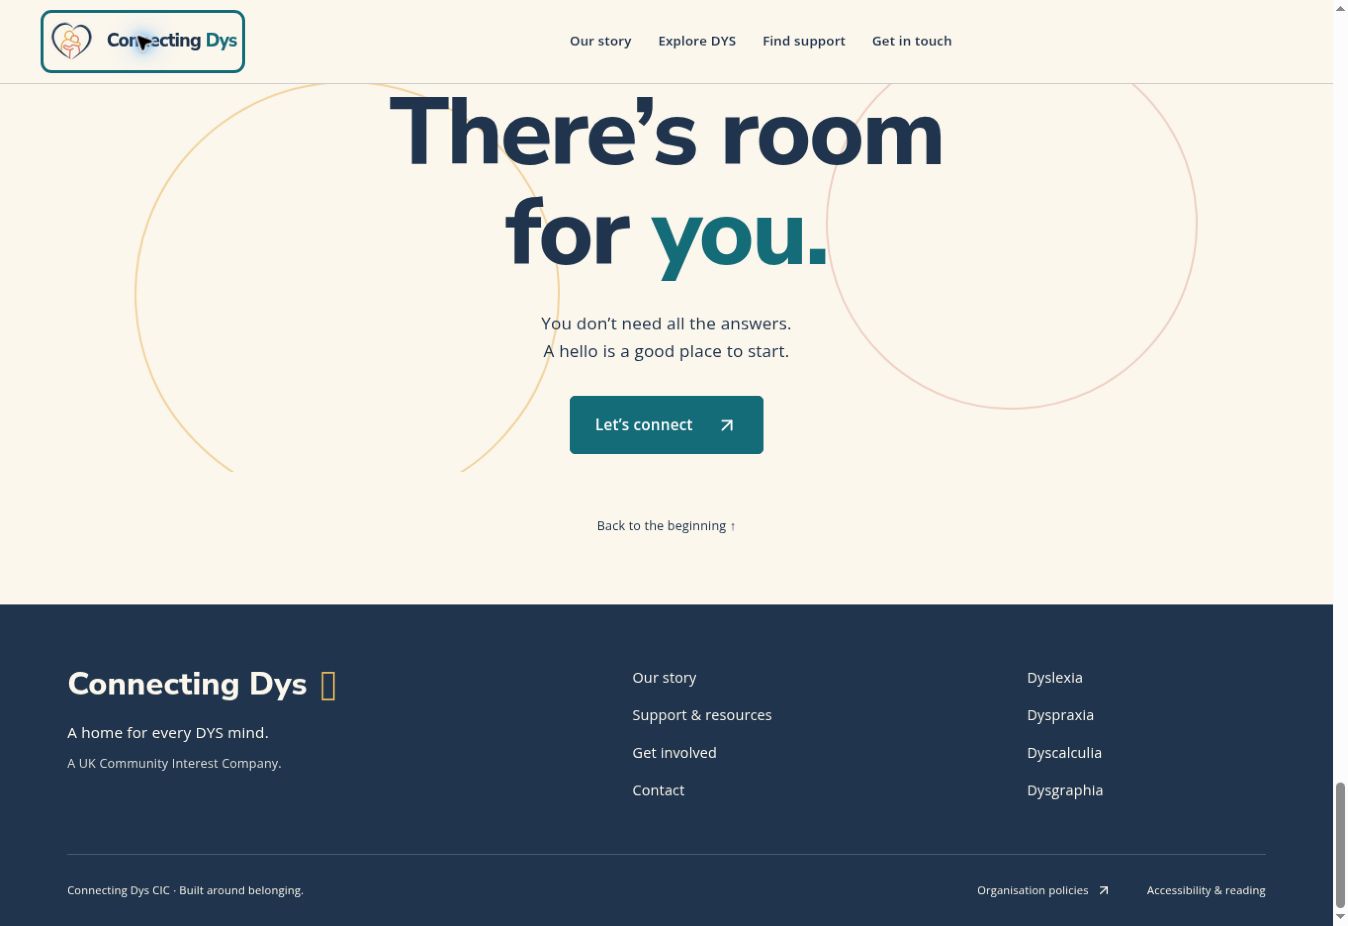 Connecting Dys
Our story
Explore DYS
Find support
Get in touch
There’s room
for you.
You don’t need all the answers.
A hello is a good place to start.
Let’s connect
Back to the beginning ↑
Connecting Dys
A home for every DYS mind.
A UK Community Interest Company.
Our story
Support & resources
Get involved
Contact
Dyslexia
Dyspraxia
Dyscalculia
Dysgraphia
Connecting Dys CIC · Built around belonging.
Organisation policies
Accessibility & reading